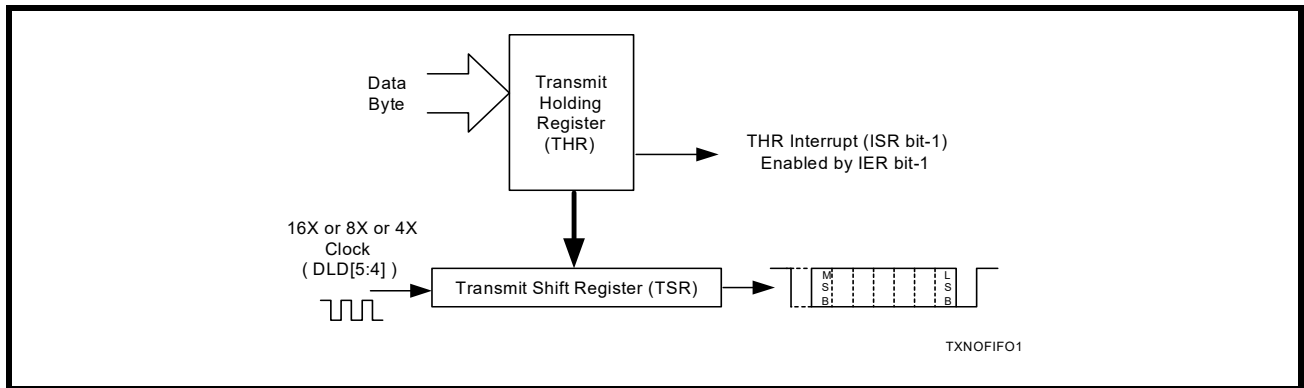 Data
Byte
Transmit
Holding
Register
(THR)
THR Interrupt (ISR bit-1)
Enabled by IER bit-1
16X or 8X or 4X
Clock
( DLD[5:4] )
Transmit Shift Register (TSR)
M
S
B
L
S
B
TXNOFIFO1